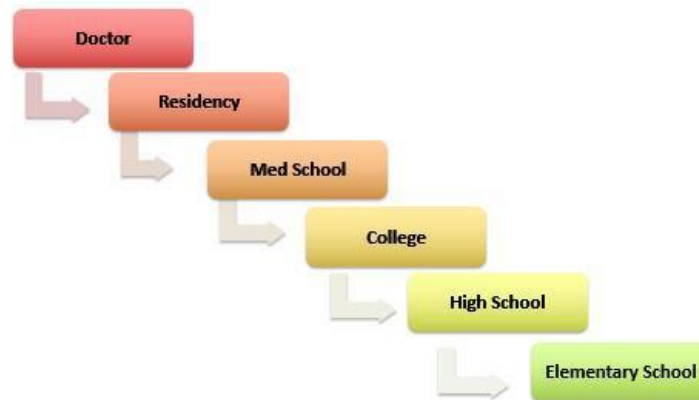 Doctor
Residency
Med School
College
High School
Elementary School